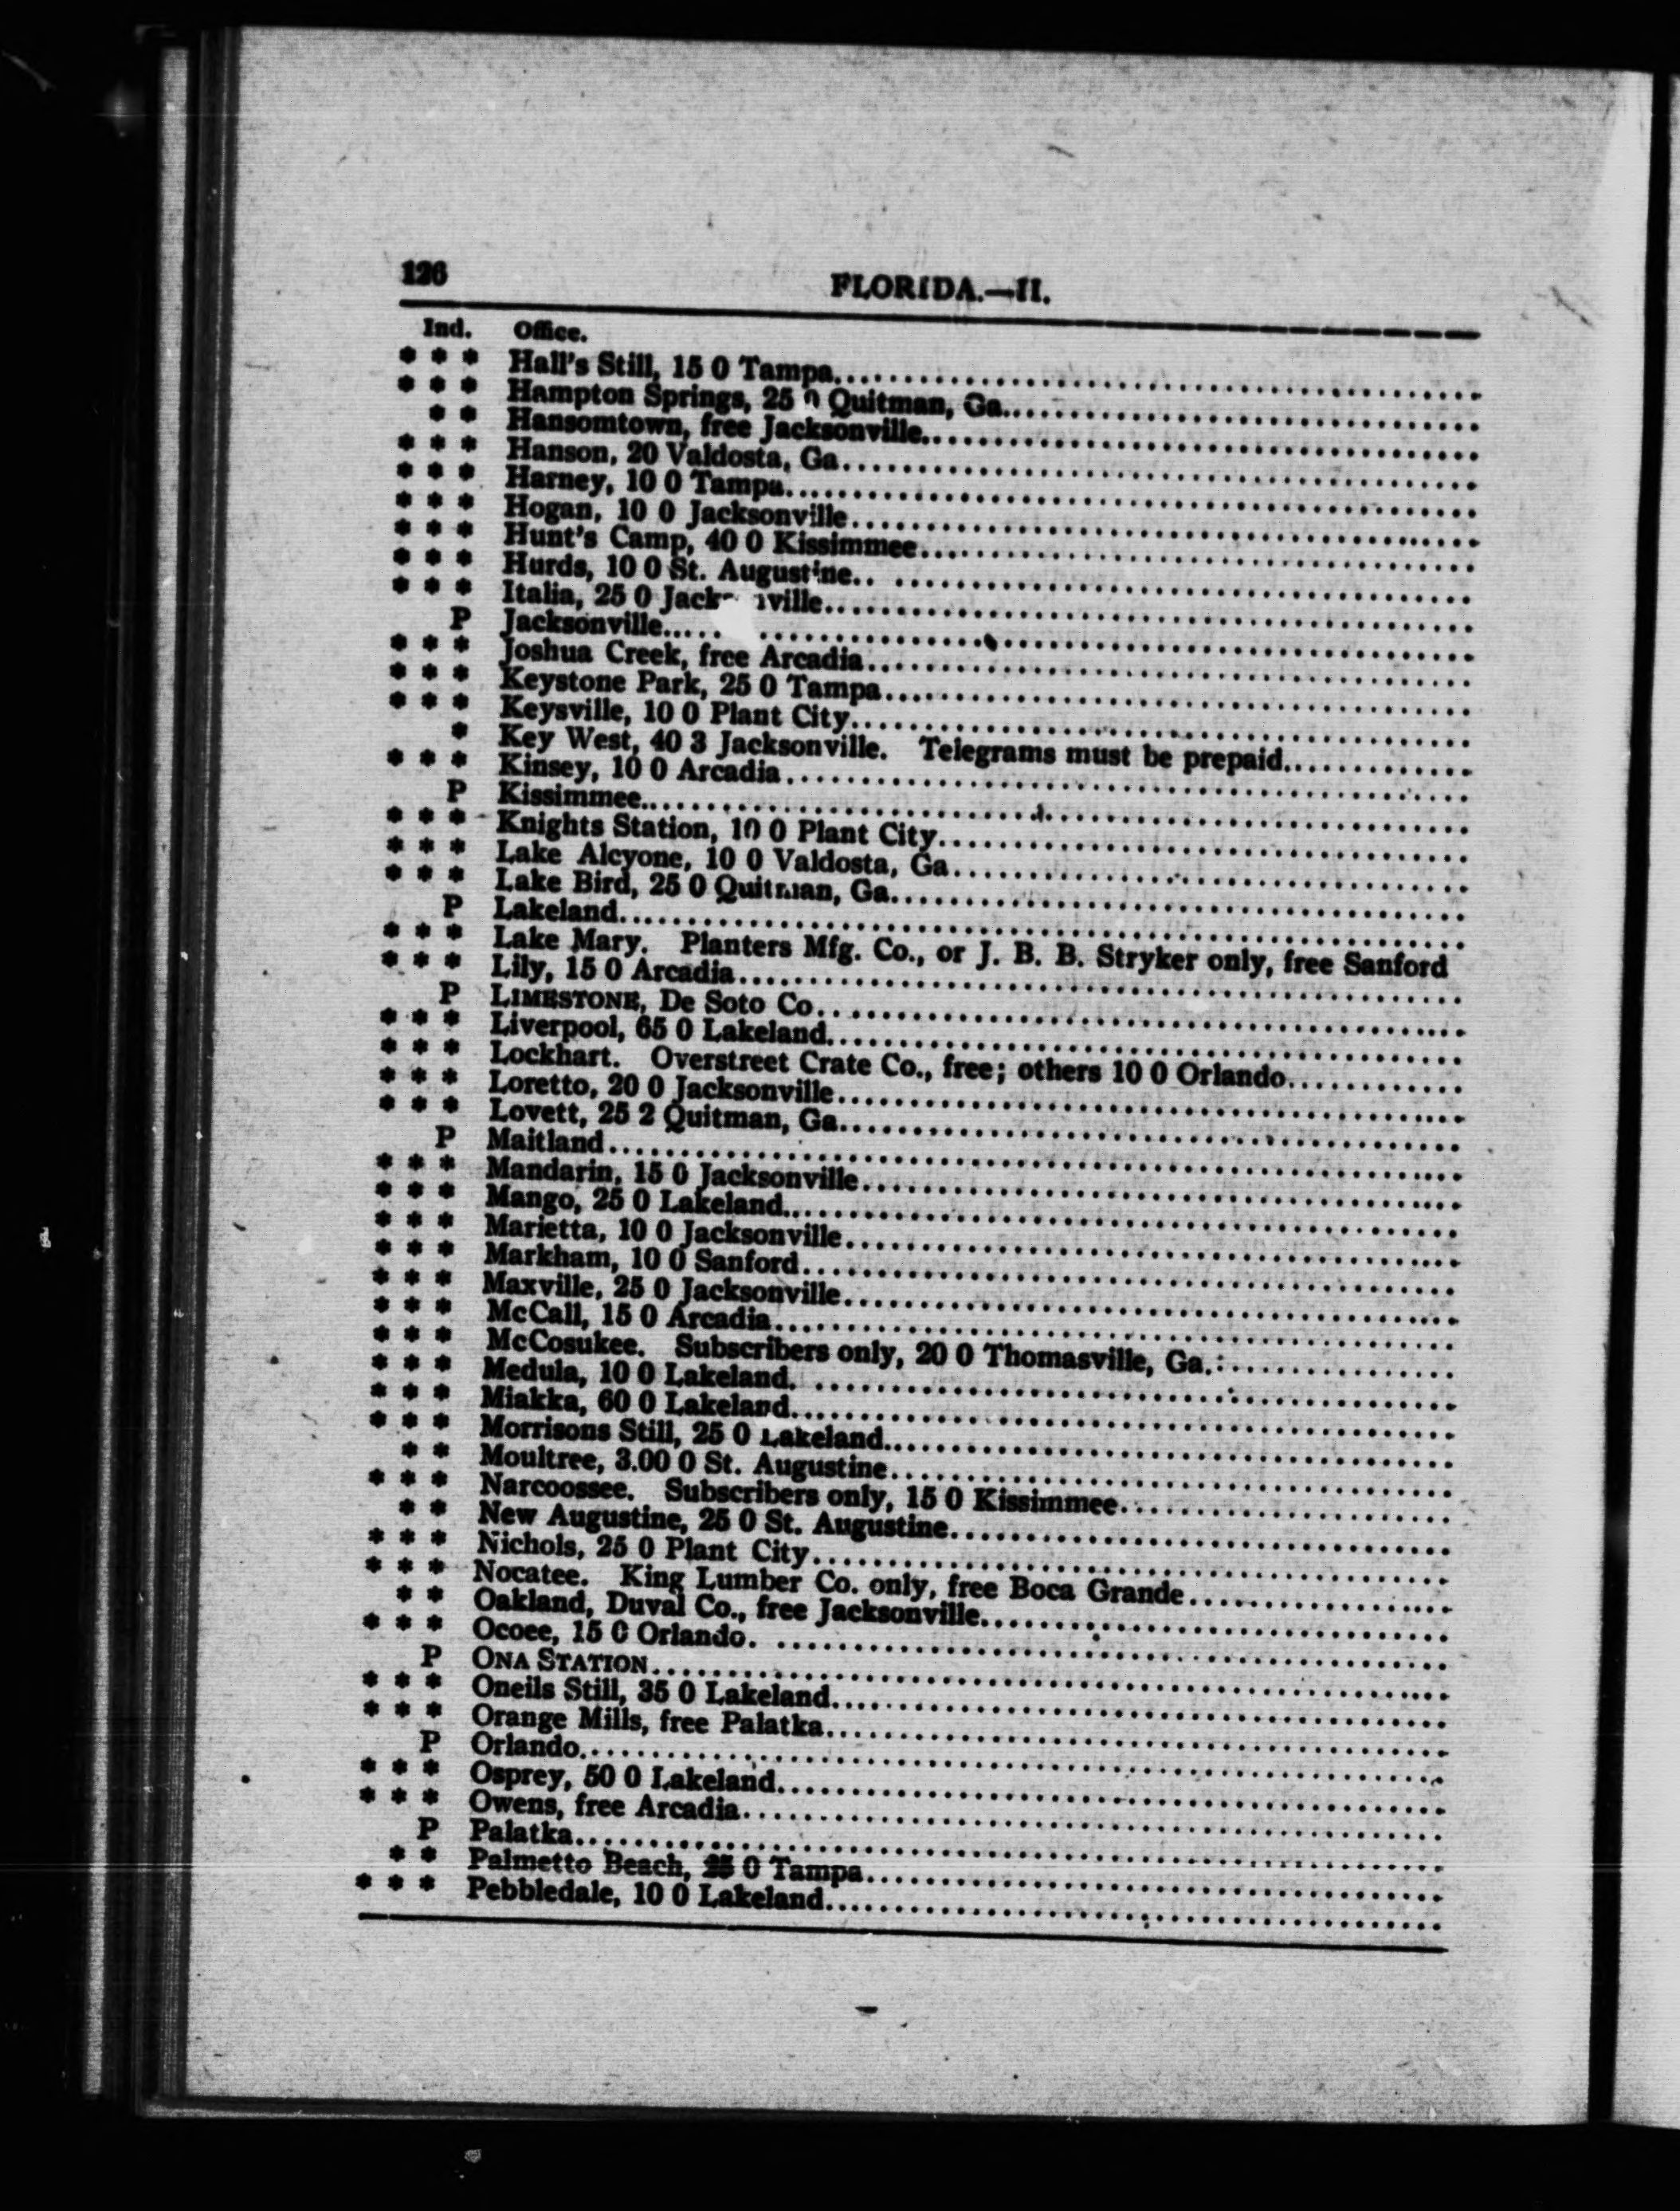 126
FLORIDA.—II.
Ind. Office.
* * * Hall's Still, 15 0 Tampa
* * * Hampton Springs, 25 0 Quitman, Ga
* * Hansomtown, free Jacksonville
* * * Hanson, 20 Valdosta, Ga
* * * Harney, 10 0 Tampa
* * * Hogan, 10 0 Jacksonville
* * * Hunt's Camp, 40 0 Kissimmee
* * * Hurds, 10 0 St. Augustine
* * * Italia, 25 0 Jacksonville
P Jacksonville
* * * Joshua Creek, free Arcadia
* * * Keystone Park, 25 0 Tampa
* * * Keysville, 10 0 Plant City
* Key West, 40 3 Jacksonville. Telegrams must be prepaid
* * * Kinsey, 10 0 Arcadia
P Kissimmee
* * * Knights Station, 10 0 Plant City
* * * Lake Alcyone, 10 0 Valdosta, Ga
* * * Lake Bird, 25 0 Quitman, Ga
P Lakeland
* * * Lake Mary. Planters Mfg. Co., or J. B. B. Stryker only, free Sanford
* * * Lily, 15 0 Arcadia
P LIMESTONE, De Soto Co
* * * Liverpool, 65 0 Lakeland
* * * Lockhart. Overstreet Crate Co., free; others 10 0 Orlando
* * * Loretto, 20 0 Jacksonville
* * * Lovett, 25 2 Quitman, Ga
P Maitland
* * * Mandarin, 15 0 Jacksonville
* * * Mango, 25 0 Lakeland
* * * Marietta, 10 0 Jacksonville
* * * Markham, 10 0 Sanford
* * * Maxville, 25 0 Jacksonville
* * * McCall, 15 0 Arcadia
* * * McCosukee. Subscribers only, 20 0 Thomasville, Ga.
* * * Medula, 10 0 Lakeland
* * * Miakka, 60 0 Lakeland
* * * Morrisons Still, 25 0 Lakeland
* * Moultree, 3.00 0 St. Augustine
* * * Narcoossee. Subscribers only, 15 0 Kissimmee
* * New Augustine, 25 0 St. Augustine
* * * Nichols, 25 0 Plant City
* * * Nocatee. King Lumber Co. only, free Boca Grande
* * Oakland, Duval Co., free Jacksonville
* * * Ocoee, 15 0 Orlando
P ONA STATION
* * * Oneils Still, 35 0 Lakeland
* * * Orange Mills, free Palatka
P Orlando
* * * Osprey, 50 0 Lakeland
* * * Owens, free Arcadia
P Palatka
* * Palmetto Beach, 25 0 Tampa
* * * Pebbledale, 10 0 Lakeland